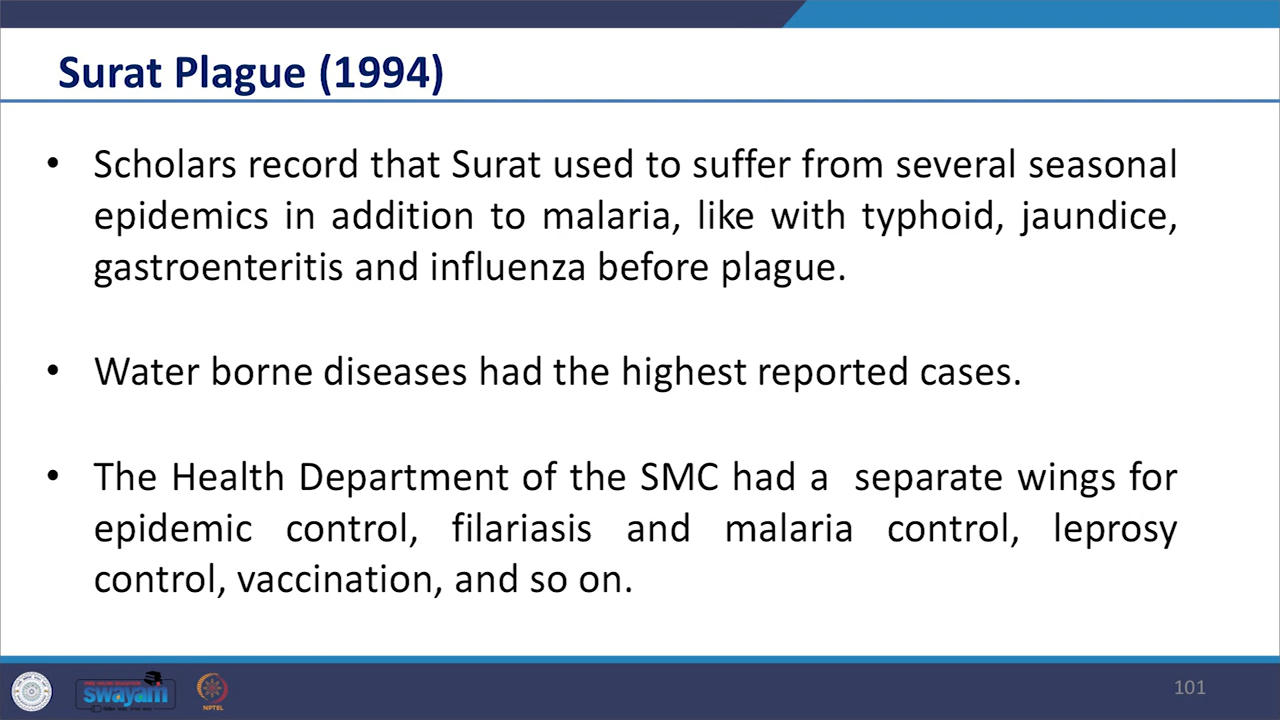 Surat Plague (1994)
• Scholars record that Surat used to suffer from several seasonal
epidemics in addition to malaria, like with typhoid, jaundice,
gastroenteritis and influenza before plague.
• Water borne diseases had the highest reported cases.
• The Health Department of the SMC had a  separate wings for
epidemic control, filariasis and malaria control, leprosy
control, vaccination, and so on.
swayam
NPTEL
101